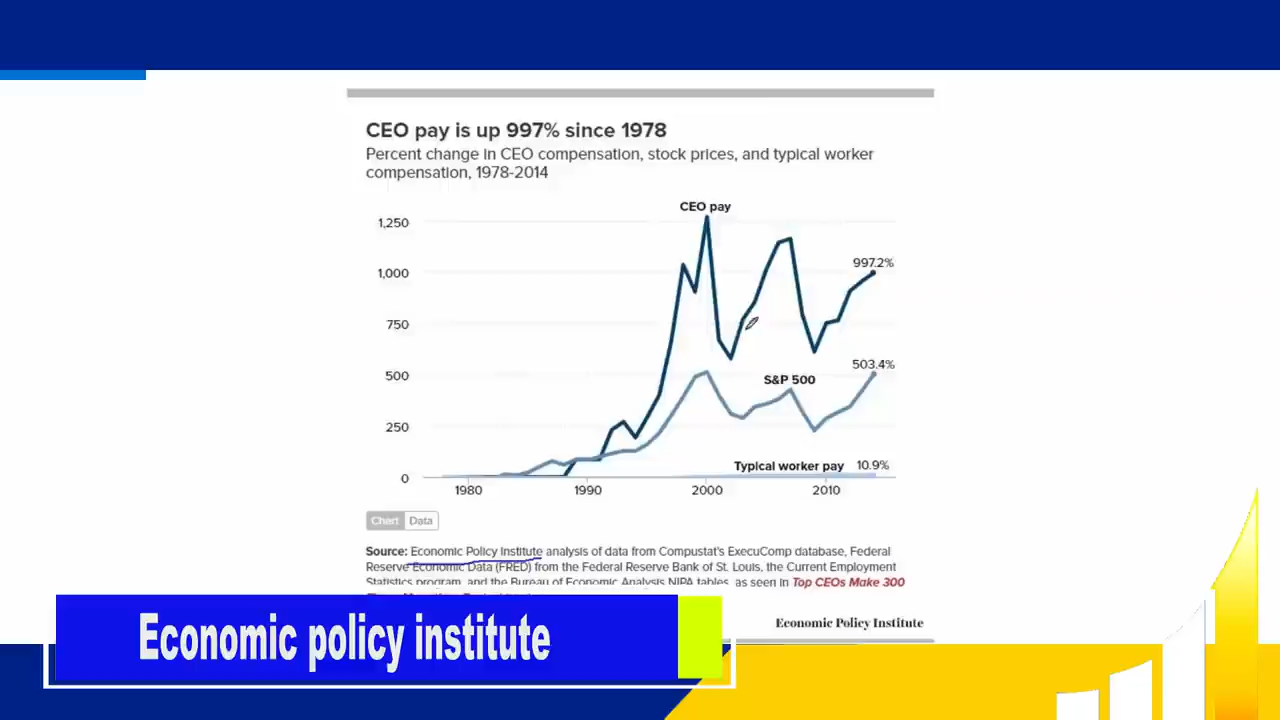 CEO pay is up 997% since 1978
Percent change in CEO compensation, stock prices, and typical worker
compensation, 1978-2014
CEO pay
1,250
1,000
997.2%
750
500
503.4%
S&P 500
250
Typical worker pay 10.9%
0
1980 1990 2000 2010
Chart Data
Source: Economic Policy Institute analysis of data from Compustat's ExecuComp database, Federal
Reserve Economic Data (FRED) from the Federal Reserve Bank of St. Louis, the Current Employment
Statistics program, and the Bureau of Economic Analysis NIPA tables, as seen in Top CEOs Make 300
Economic Policy Institute
Economic policy institute